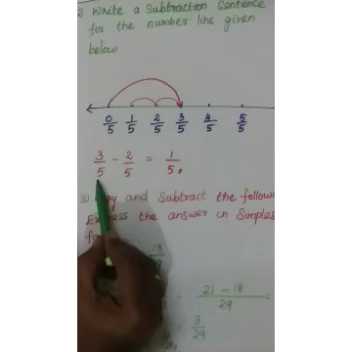 2 Write a Subtraction Sentence
for the number line given
below
0/5 1/5 2/5 3/5 4/5 5/5
3/5 - 2/5 = 1/5.
3) and Subtract the follow
the answer in Simples
21 - 18 / 29 =
3/29